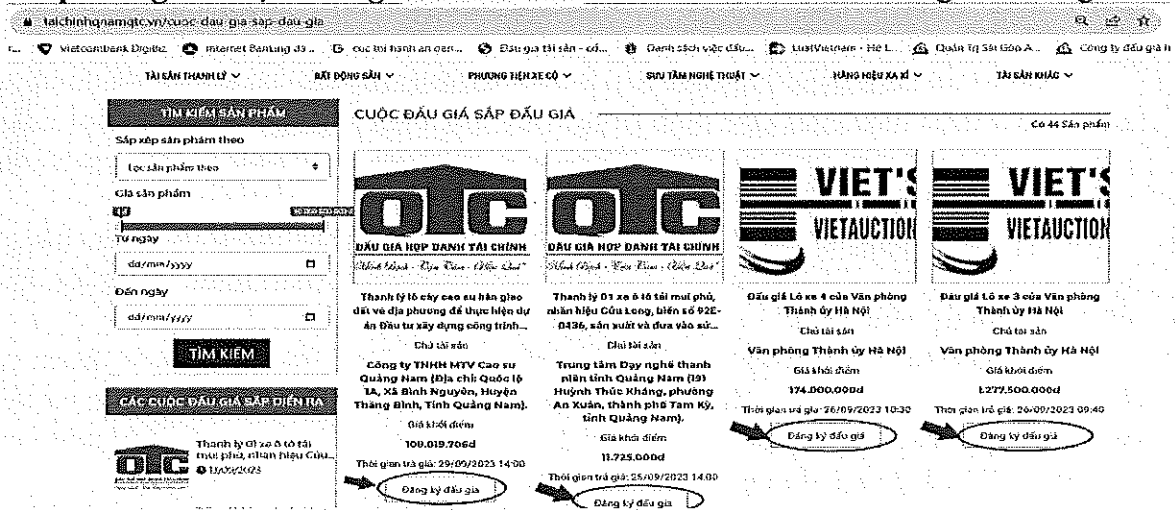 taichinhqnamqtc.vn/cuoc-dau-gia-sap-dau-gia
Vietcombank DigiBiz
Internet Banking dà...
cục thi hành án dân...
Đấu giá tài sản - cổ...
Danh sách việc đấu...
LuatVietnam - Hệ t...
Quản Trị Sài Gòn A...
Công ty đấu giá h
TÀI SẢN THANH LÝ
BẤT ĐỘNG SẢN
PHƯƠNG TIỆN XE CỘ
SƯU TẦM NGHỆ THUẬT
HÀNG HIỆU XA XỈ
TÀI SẢN KHÁC
TÌM KIẾM SẢN PHẨM
Sắp xếp sản phẩm theo
Lọc sản phẩm theo
Giá sản phẩm
Từ ngày
dd/mm/yyyy
Đến ngày
dd/mm/yyyy
TÌM KIẾM
CÁC CUỘC ĐẤU GIÁ SẮP DIỄN RA
Thanh lý 01 xe ô tô tải
mui phủ, nhãn hiệu Cửu...
CUỘC ĐẤU GIÁ SẮP ĐẤU GIÁ
Có 44 Sản phẩm
QTC
ĐẤU GIÁ HỢP DANH TÀI CHÍNH
Thanh lý lô cây cao su bàn giao
đất về địa phương để thực hiện dự
án Đầu tư xây dựng công trình...
Chủ tài sản
Công ty TNHH MTV Cao su
Quảng Nam (Địa chỉ: Quốc lộ
1A, Xã Bình Nguyên, Huyện
Thăng Bình, Tỉnh Quảng Nam).
Giá khởi điểm
100.019.706đ
Thời gian trả giá: 29/09/2023 14:00
Đăng ký đấu giá
QTC
ĐẤU GIÁ HỢP DANH TÀI CHÍNH
Thanh lý 01 xe ô tô tải mui phủ,
nhãn hiệu Cửu Long, biển số 92E-
0436, sản xuất và đưa vào sử...
Chủ tài sản
Trung tâm Dạy nghề thanh
niên tỉnh Quảng Nam (191
Huỳnh Thúc Kháng, phường
An Xuân, thành phố Tam Kỳ,
tỉnh Quảng Nam).
Giá khởi điểm
11.725.000đ
Thời gian trả giá: 25/09/2023 14:00
Đăng ký đấu giá
VIET'S
VIETAUCTION
Đấu giá Lô xe 4 của Văn phòng
Thành ủy Hà Nội
Chủ tài sản
Văn phòng Thành ủy Hà Nội
Giá khởi điểm
174.000.000đ
Thời gian trả giá: 26/09/2023 10:30
Đăng ký đấu giá
VIET'S
VIETAUCTION
Đấu giá Lô xe 3 của Văn phòng
Thành ủy Hà Nội
Chủ tài sản
Văn phòng Thành ủy Hà Nội
Giá khởi điểm
1.277.500.000đ
Thời gian trả giá: 26/09/2023 09:40
Đăng ký đấu giá